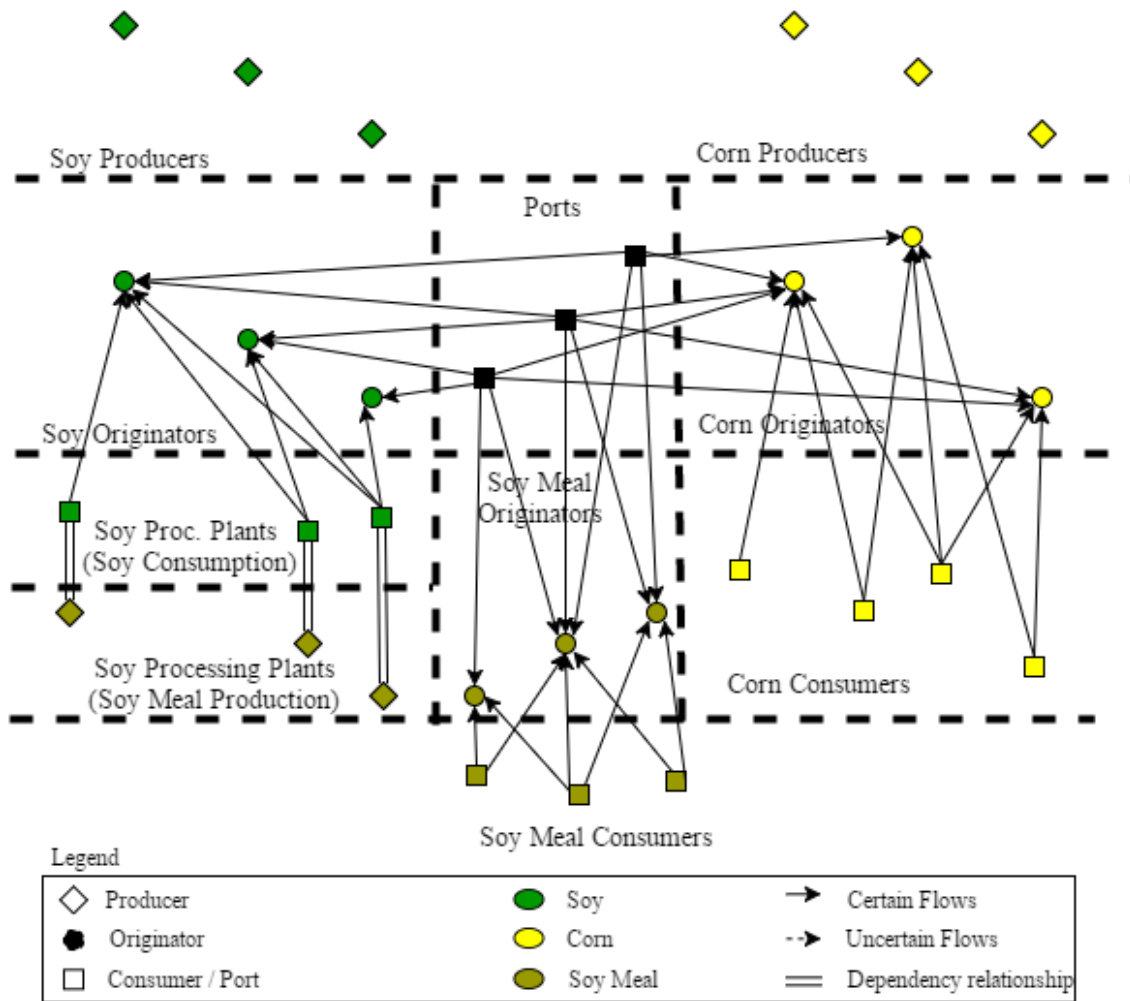 Soy Producers
Corn Producers
Ports
Soy Originators
Corn Originators
Soy Meal
Originators
Soy Proc. Plants
(Soy Consumption)
Soy Processing Plants
(Soy Meal Production)
Corn Consumers
Soy Meal Consumers
Legend
Producer
Soy
Certain Flows
Originator
Corn
Uncertain Flows
Consumer / Port
Soy Meal
Dependency relationship